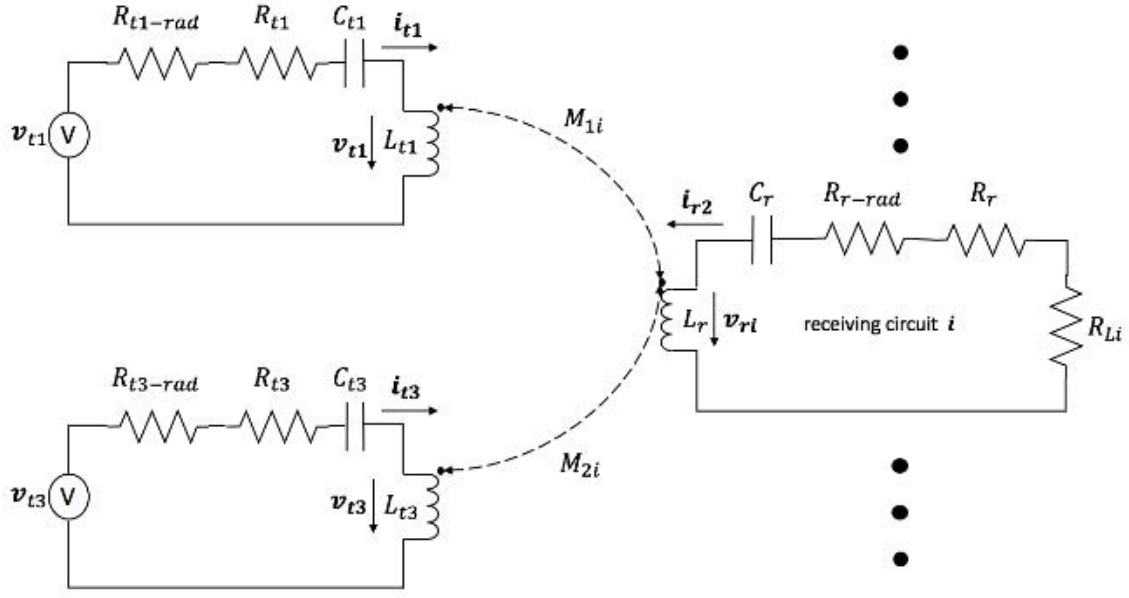 R_{t1-rad} R_{t1} C_{t1} i_{t1}
v_{t1} V v_{t1} L_{t1}
M_{1i}
i_{r2} C_r R_{r-rad} R_r
L_r v_{ri} receiving circuit i R_{Li}
R_{t3-rad} R_{t3} C_{t3} i_{t3}
M_{2i}
v_{t3} V v_{t3} L_{t3}